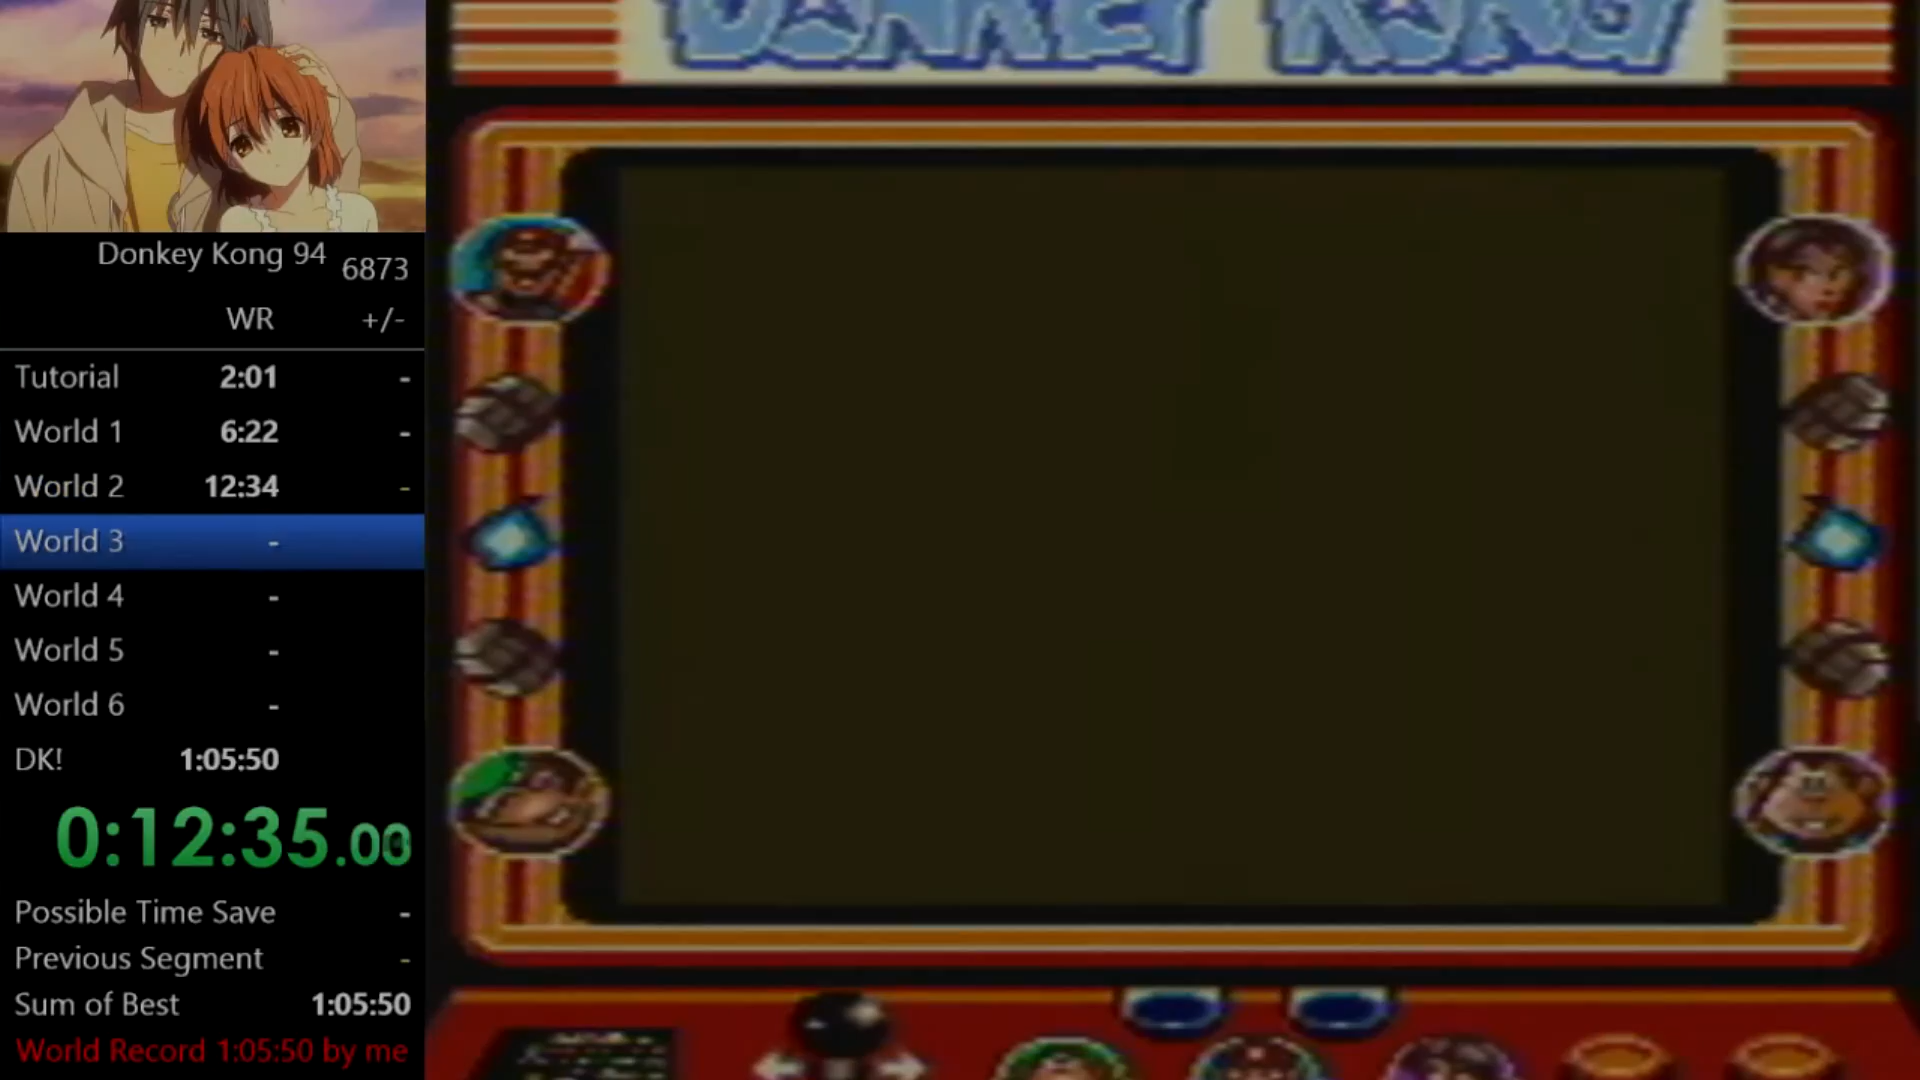 DONKEY KONG
Donkey Kong 94 6873
WR +/-
Tutorial 2:01 -
World 1 6:22 -
World 2 12:34 -
World 3 -
World 4 -
World 5 -
World 6 -
DK! 1:05:50
0:12:35.00
Possible Time Save -
Previous Segment -
Sum of Best 1:05:50
World Record 1:05:50 by me